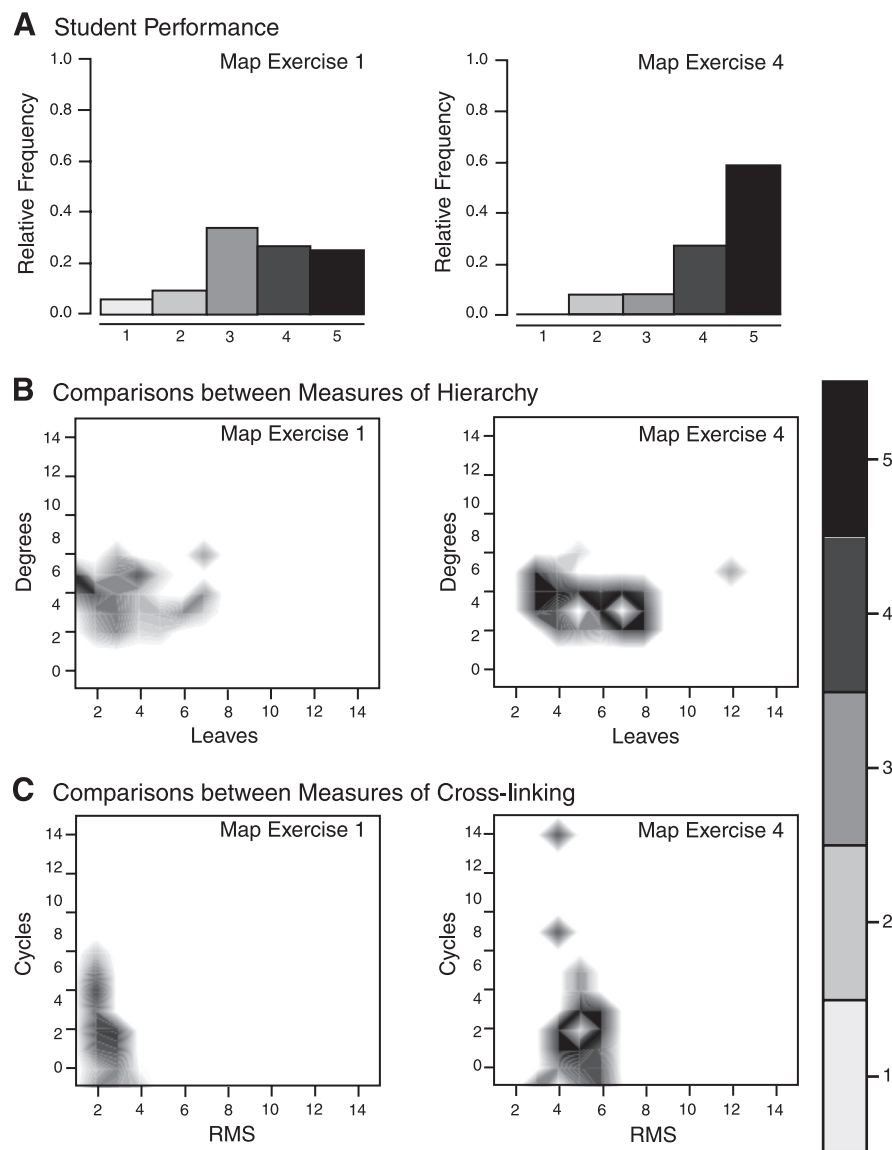 A Student Performance
Map Exercise 1
Relative Frequency
1.0
0.8
0.6
0.4
0.2
0.0
1 2 3 4 5
Map Exercise 4
Relative Frequency
1.0
0.8
0.6
0.4
0.2
0.0
1 2 3 4 5
B Comparisons between Measures of Hierarchy
Map Exercise 1
Degrees
14
12
10
8
6
4
2
0
2 4 6 8 10 12 14
Leaves
Map Exercise 4
Degrees
14
12
10
8
6
4
2
0
2 4 6 8 10 12 14
Leaves
C Comparisons between Measures of Cross-linking
Map Exercise 1
Cycles
14
12
10
8
6
4
2
0
2 4 6 8 10 12 14
RMS
Map Exercise 4
Cycles
14
12
10
8
6
4
2
0
2 4 6 8 10 12 14
RMS
5
4
3
2
1